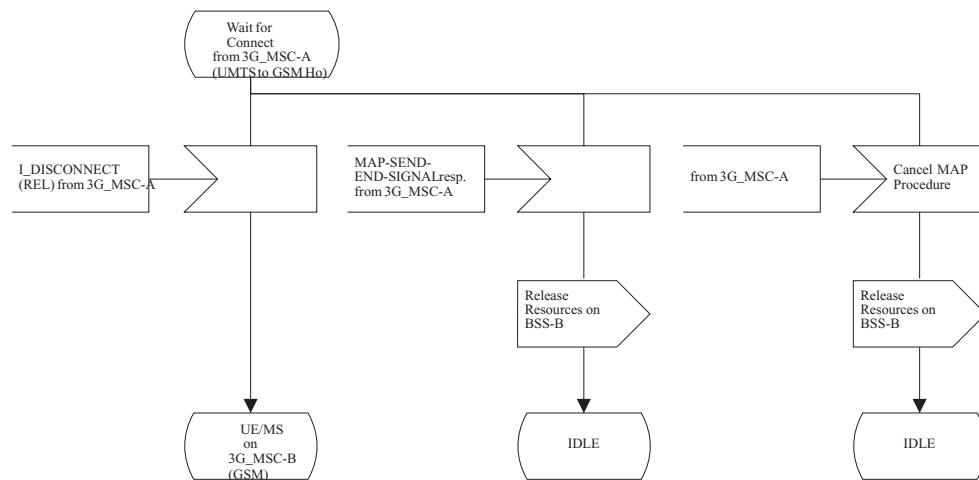 Wait for
Connect
from 3G_MSC-A
(UMTS to GSM Ho)
I_DISCONNECT
(REL) from 3G_MSC-A
MAP-SEND-
END-SIGNALresp.
from 3G_MSC-A
from 3G_MSC-A
Cancel MAP
Procedure
Release
Resources on
BSS-B
Release
Resources on
BSS-B
UE/MS
on
3G_MSC-B
(GSM)
IDLE
IDLE